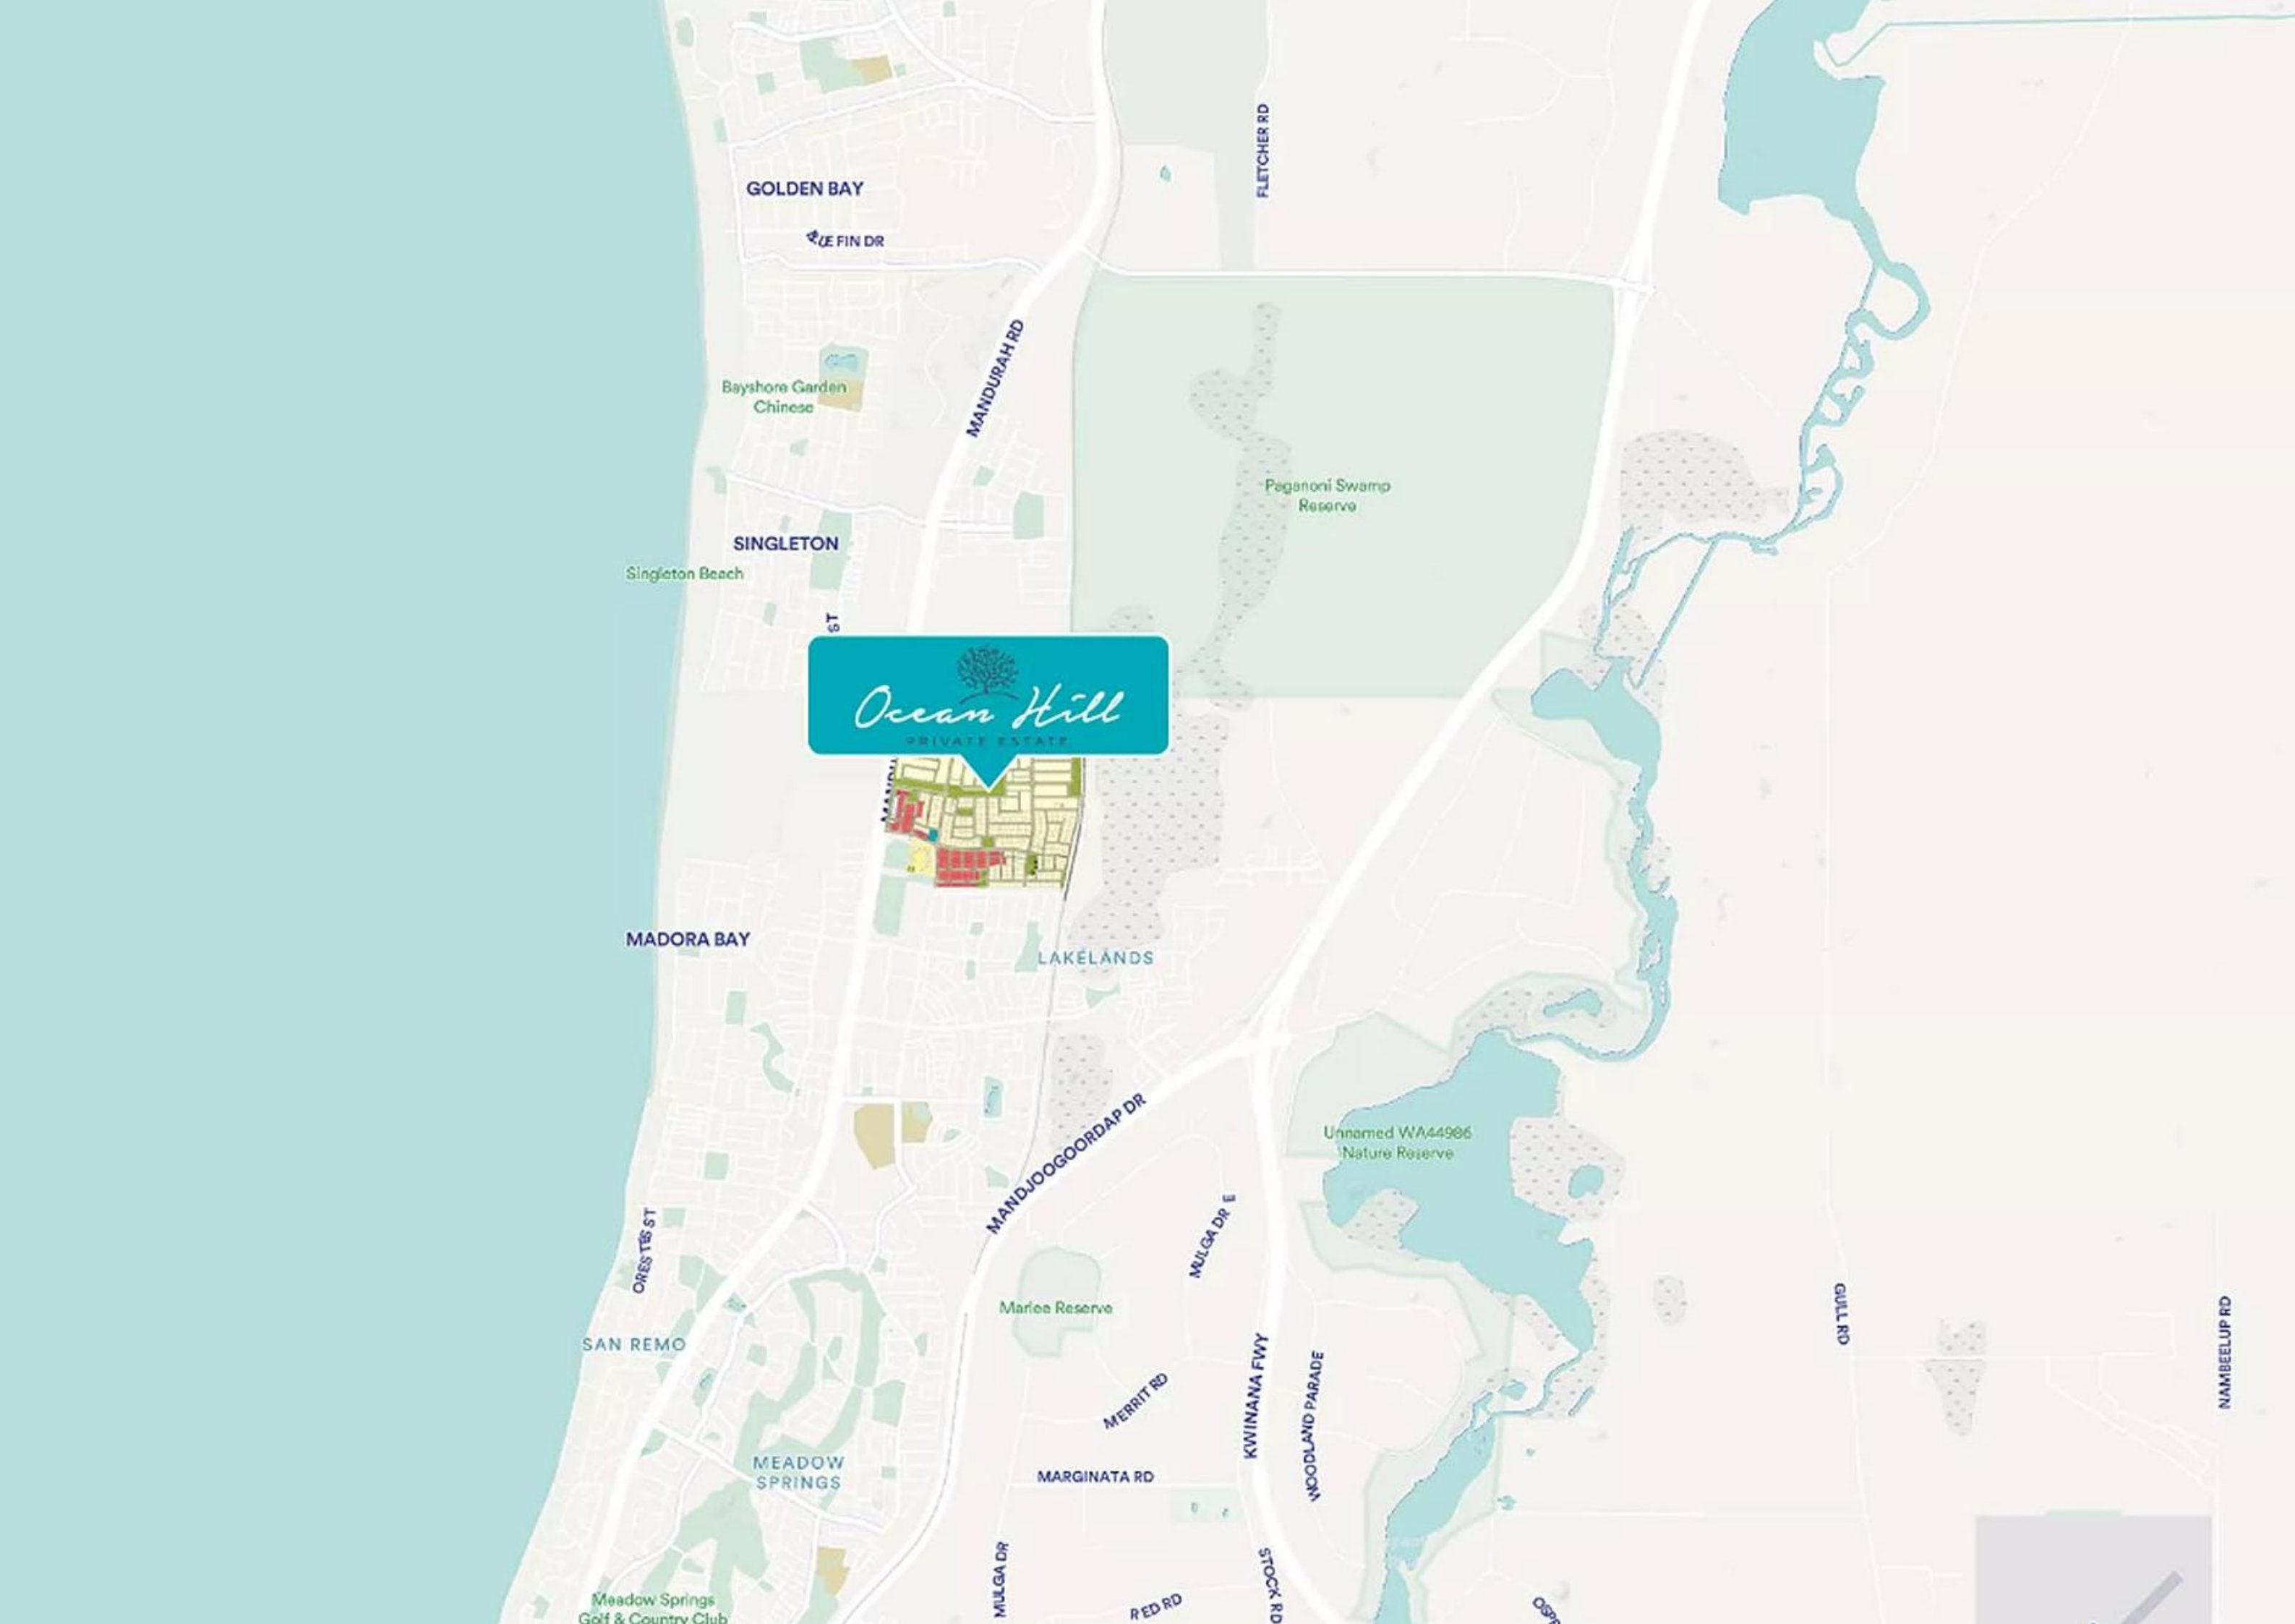 FLETCHER RD
GOLDEN BAY
FIN DR
MANDURAH RD
Bayshore Garden
Chinese
Paganoni Swamp
Reserve
SINGLETON
Singleton Beach
ST
Ocean Hill
PRIVATE ESTATE
MADORA BAY
LAKELANDS
MANDJOOGOORDAP DR
Unnamed WA44986
Nature Reserve
MULGA DR E
ORESTES ST
Marlee Reserve
SAN REMO
GULL RD
NAMBEELUP RD
KWINANA FWY
WOODLAND PARADE
MERRIT RD
MEADOW
SPRINGS
MARGINATA RD
MULGA DR
STOCK RD
RED RD
Meadow Springs
Golf & Country Club